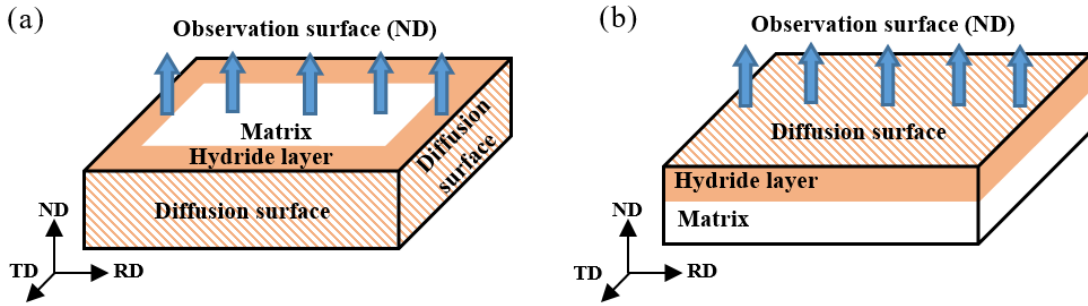 (a)
Observation surface (ND)
Matrix
Hydride layer
Diffusion surface
Diffusion
surface
ND
TD
RD
(b)
Observation surface (ND)
Diffusion surface
Hydride layer
Matrix
ND
TD
RD